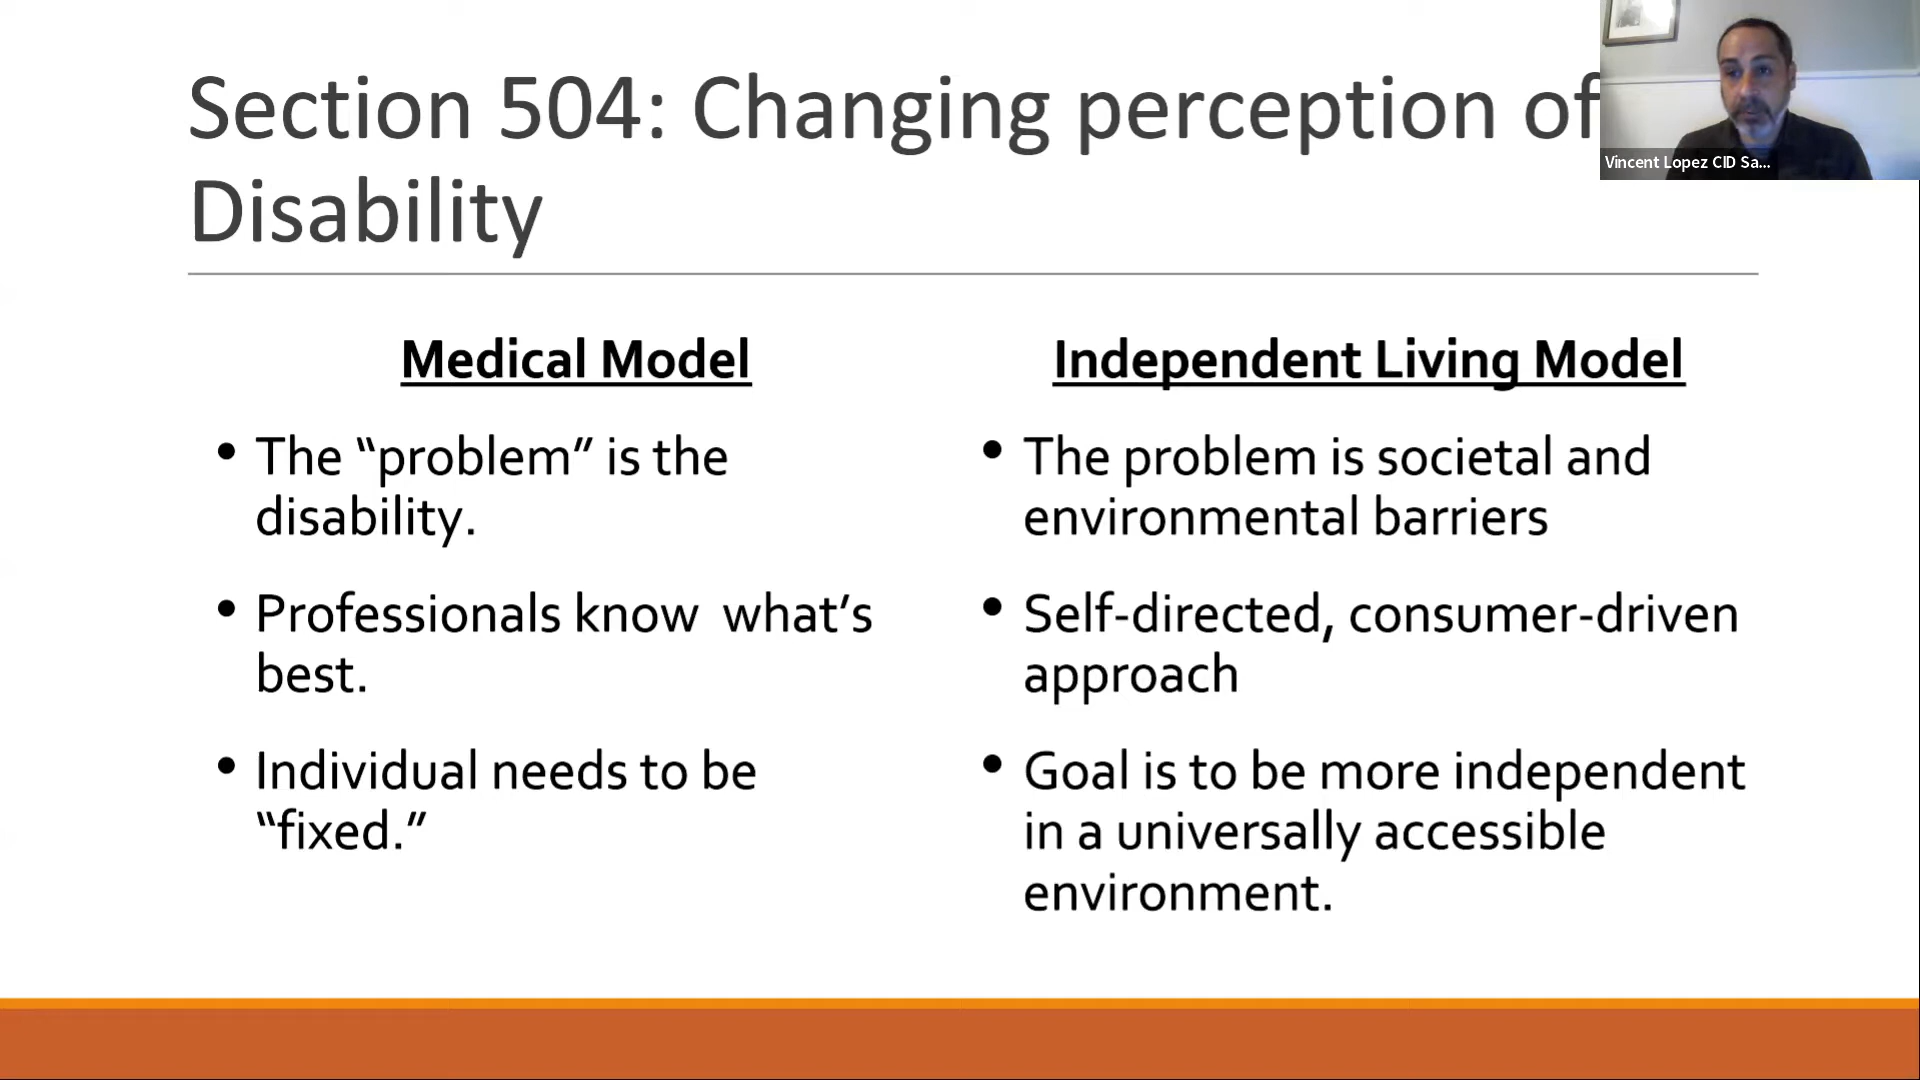 Section 504: Changing perception of
Disability
Vincent Lopez CID Sa...
Medical Model
• The “problem” is the
disability.
• Professionals know  what’s
best.
• Individual needs to be
“fixed.”
Independent Living Model
• The problem is societal and
environmental barriers
• Self-directed, consumer-driven
approach
• Goal is to be more independent
in a universally accessible
environment.